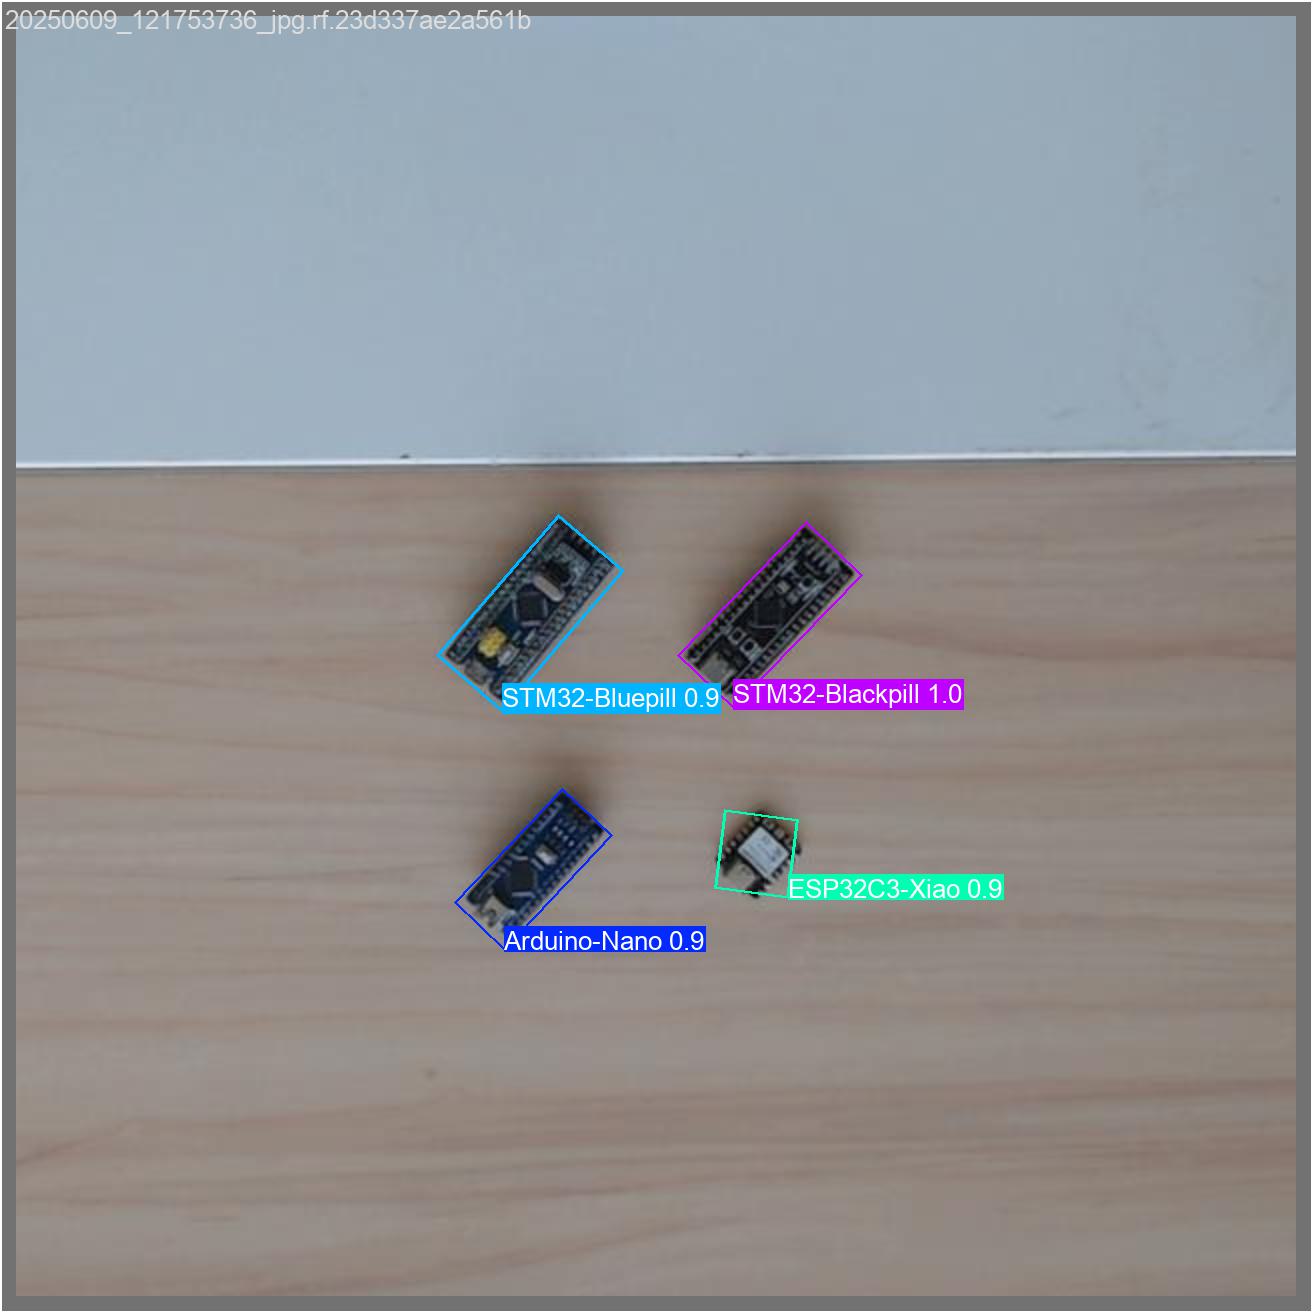 20250609_121753736_jpg.rf.23d337ae2a561b
STM32-Bluepill 0.9
STM32-Blackpill 1.0
ESP32C3-Xiao 0.9
Arduino-Nano 0.9